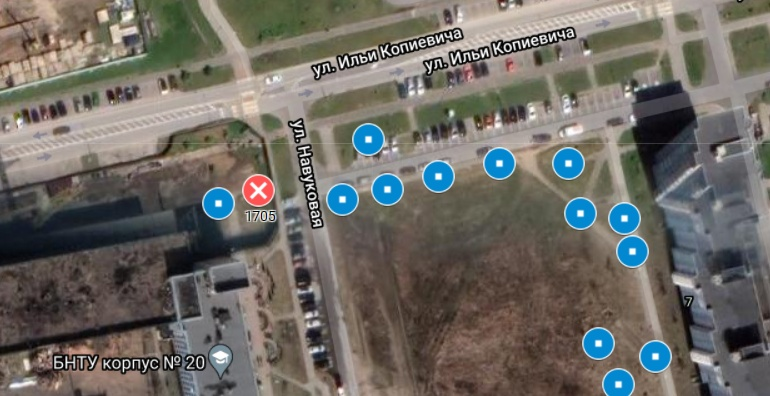 ул. Ильи Копиевича
ул. Ильи Копиевича
ул. Навуковая
1705
7
БНТУ корпус № 20